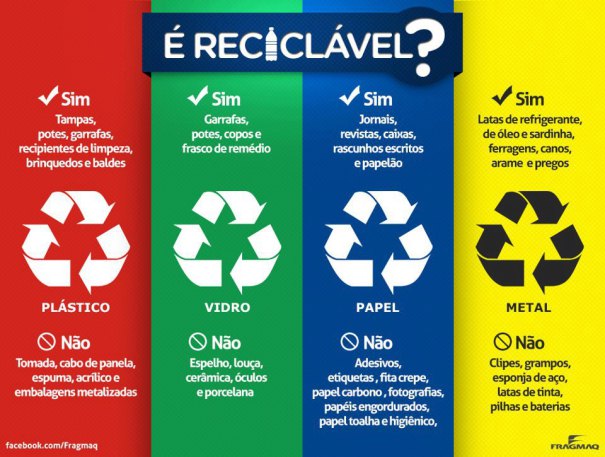 É RECICLÁVEL?
Sim
Tampas,
potes, garrafas,
recipientes de limpeza,
brinquedos e baldes
PLÁSTICO
Não
Tomada, cabo de panela,
espuma, acrílico e
embalagens metalizadas
Sim
Garrafas,
potes, copos e
frasco de remédio
VIDRO
Não
Espelho, louça,
cerâmica, óculos
e porcelana
Sim
Jornais,
revistas, caixas,
rascunhos escritos
e papelão
PAPEL
Não
Adesivos,
etiquetas , fita crepe,
papel carbono , fotografias,
papéis engordurados,
papel toalha e higiênico,
Sim
Latas de refrigerante,
de óleo e sardinha,
ferragens, canos,
arame e pregos
METAL
Não
Clipes, grampos,
esponja de aço,
latas de tinta,
pilhas e baterias
facebook.com/Fragmaq
FRAGMAQ